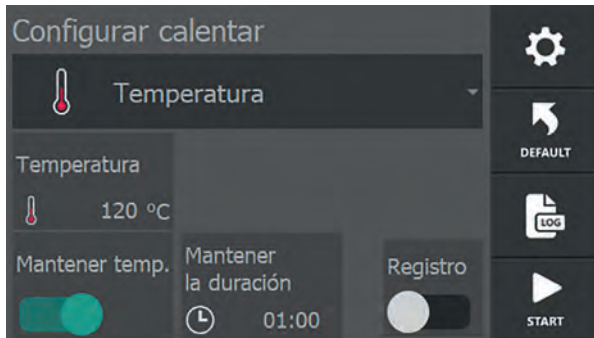 Configurar calentar
Temperatura
DEFAULT
Temperatura
120 °C
LOG
Mantener temp.
Mantener
la duración
01:00
Registro
START